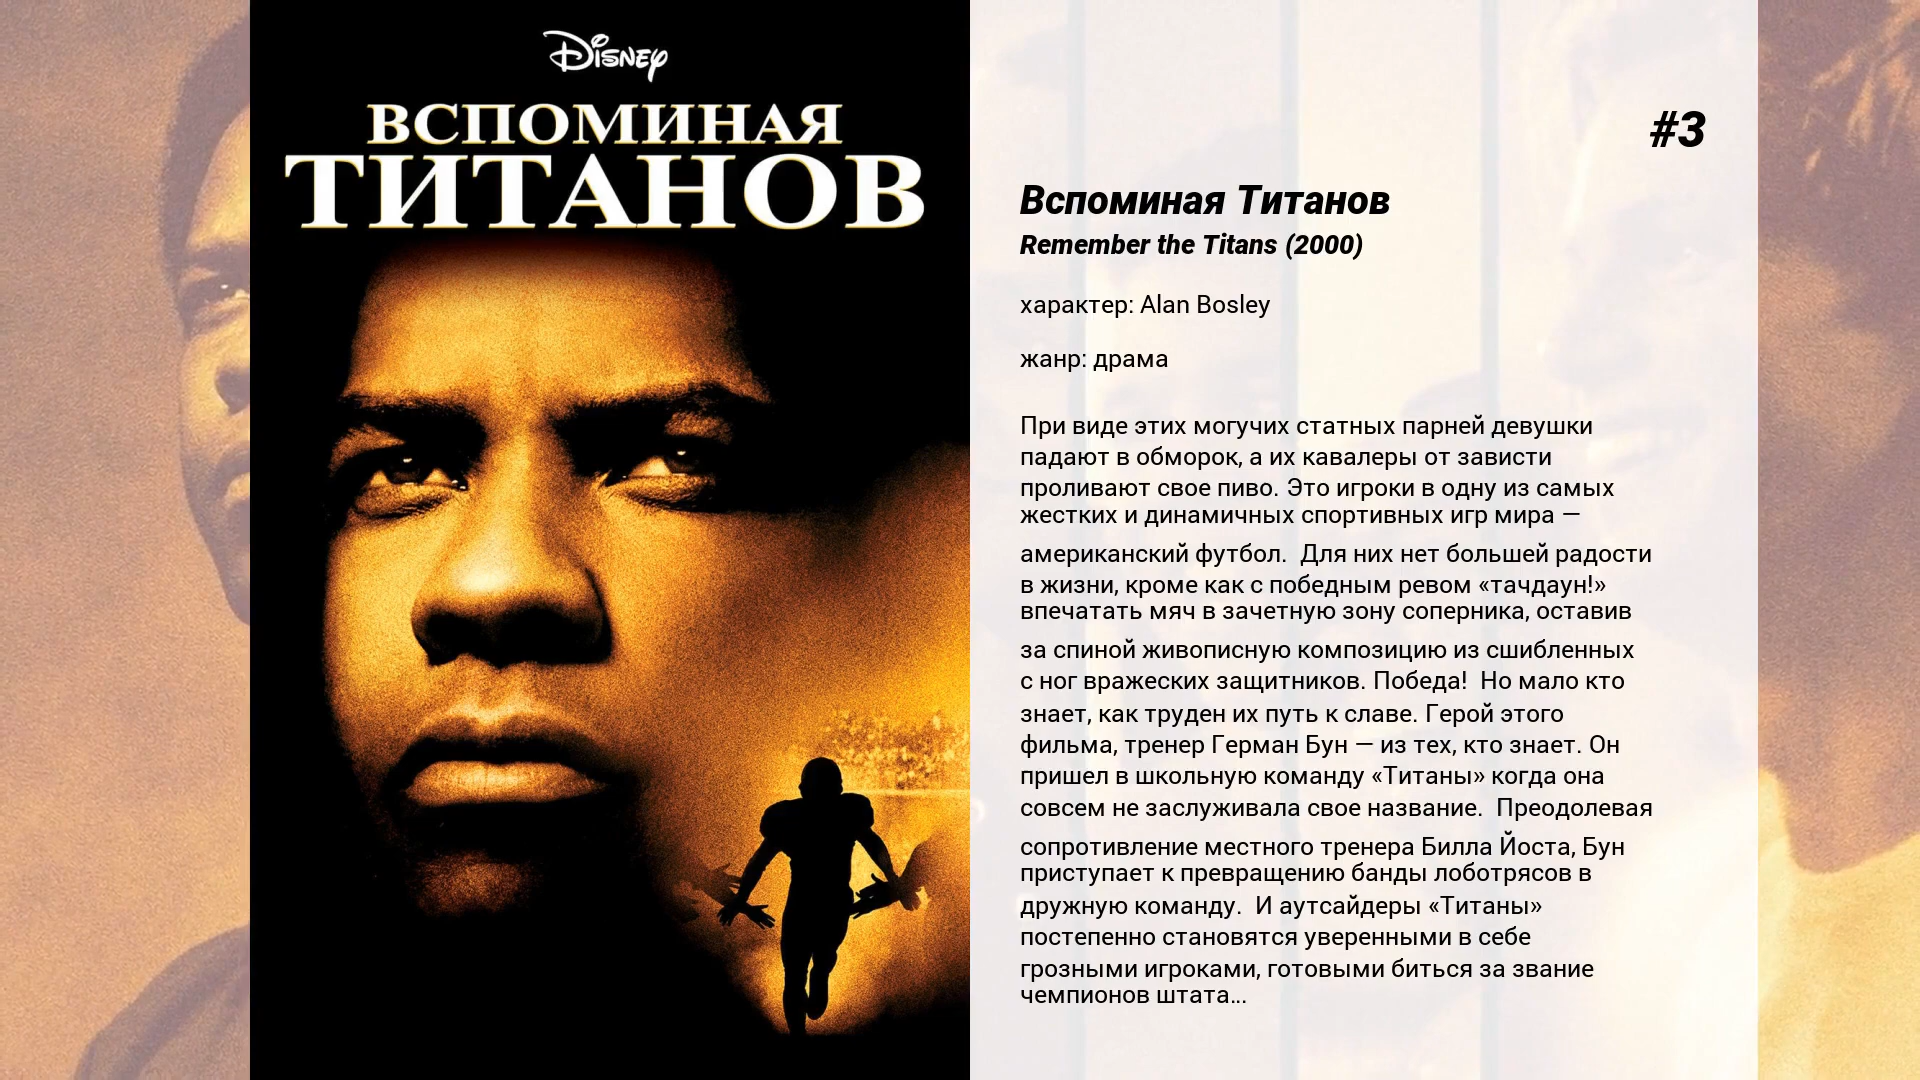 Disney
ВСПОМИНАЯ
ТИТАНОВ
#3
Вспоминая Титанов
Remember the Titans (2000)
характер: Alan Bosley
жанр: драма
При виде этих могучих статных парней девушки
падают в обморок, а их кавалеры от зависти
проливают свое пиво. Это игроки в одну из самых
жестких и динамичных спортивных игр мира —
американский футбол.  Для них нет большей радости
в жизни, кроме как с победным ревом «тачдаун!»
впечатать мяч в зачетную зону соперника, оставив
за спиной живописную композицию из сшибленных
с ног вражеских защитников. Победа!  Но мало кто
знает, как труден их путь к славе. Герой этого
фильма, тренер Герман Бун — из тех, кто знает. Он
пришел в школьную команду «Титаны» когда она
совсем не заслуживала свое название.  Преодолевая
сопротивление местного тренера Билла Йоста, Бун
приступает к превращению банды лоботрясов в
дружную команду.  И аутсайдеры «Титаны»
постепенно становятся уверенными в себе
грозными игроками, готовыми биться за звание
чемпионов штата...